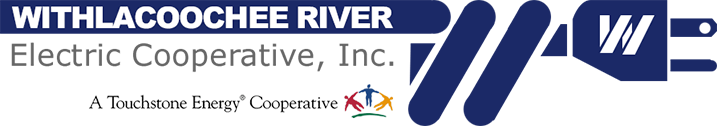 WITHLACOOCHEE RIVER
Electric Cooperative, Inc.
A Touchstone Energy® Cooperative
W